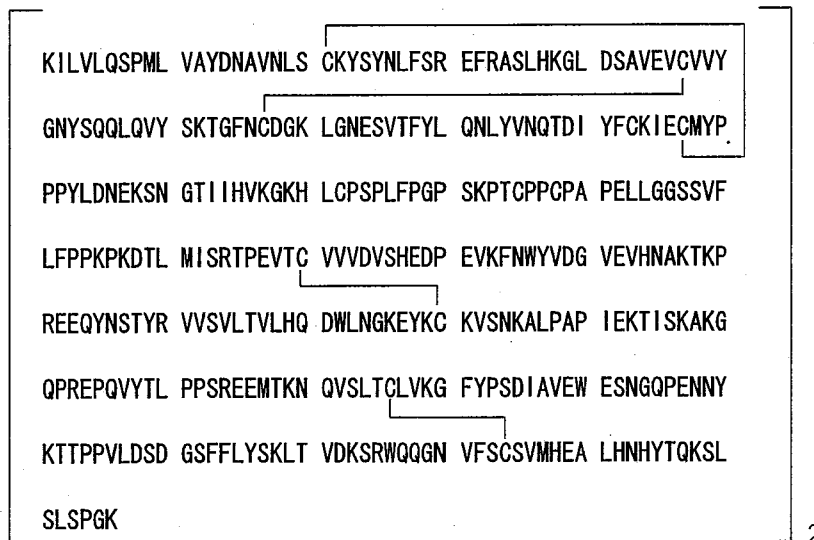 KILVLQSPML VAYDNAVNLS CKYSYNLFSR EFRASLHKGL DSAVEVCVVY
GNYSQQLQVY SKTGFNCDGK LGNESVTFYL QNLYVNQTDI YFCKIECMYP
PPYLDNEKSN GTIIHVKGKH LCPSPLFPGP SKPTCPPCPA PELLGGSSVF
LFPPKPKDTL MISRTPEVTC VVVDVSHEDP EVKFNWYVDG VEVHNAKTKP
REEQYNSTYR VVSVLTVLHQ DWLNGKEYKC KVSNKALPAP IEKTISKAKG
QPREPQVYTL PPSREEMTKN QVSLTCLVKG FYPSDIAVEW ESNGQPENNY
KTTPPVLDSD GSFFLYSKLT VDKSRWQQGN VFSCSVMHEA LHNHYTQKSL
SLSPGK
2